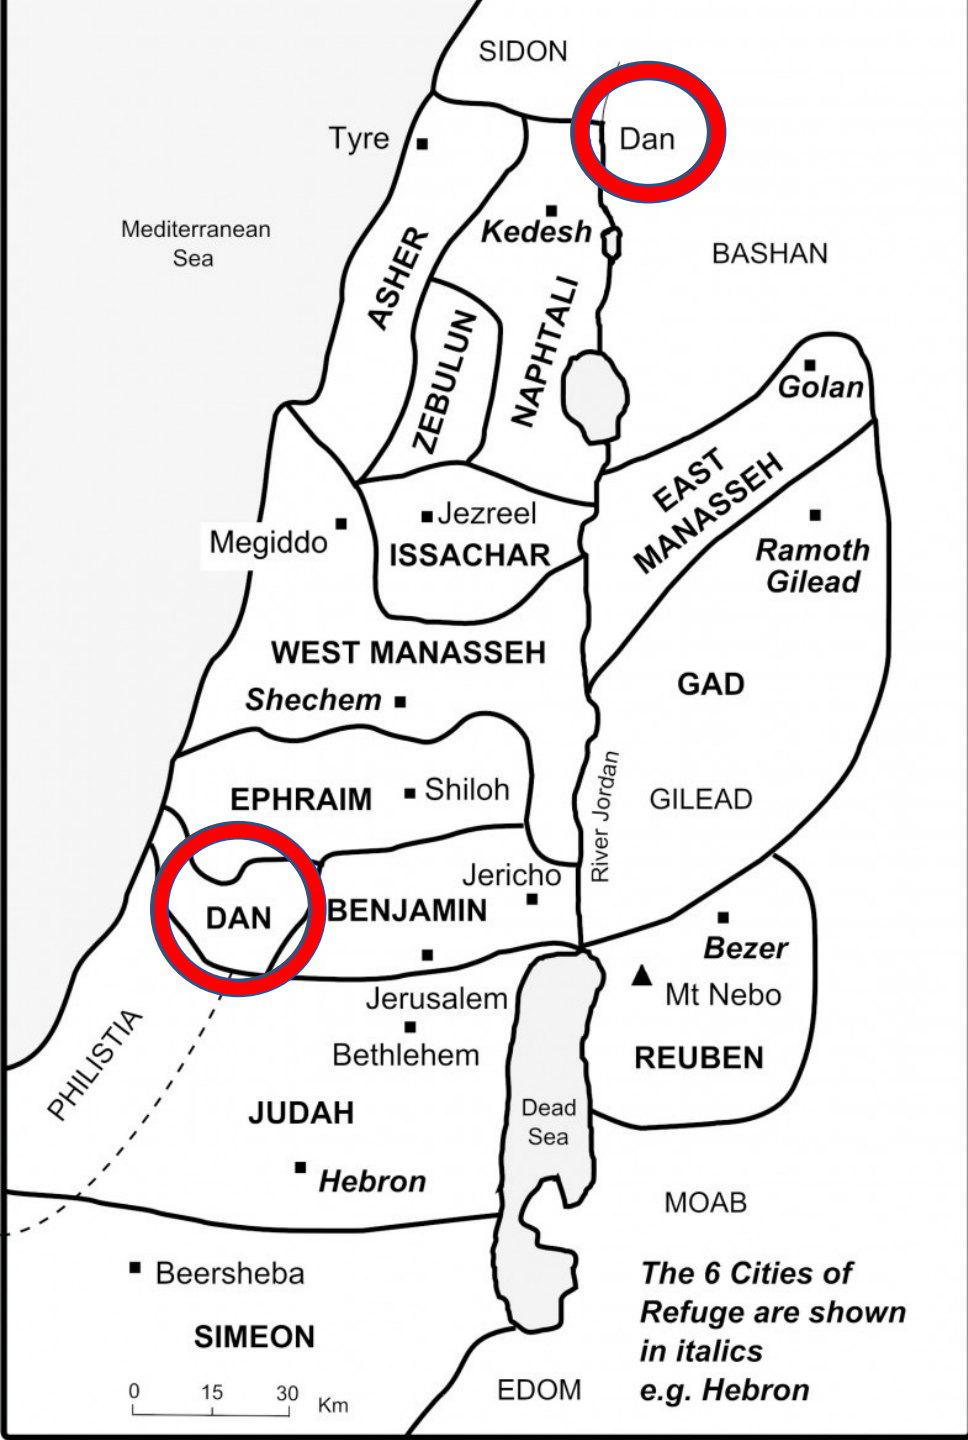 SIDON
Tyre
Dan
Mediterranean
Sea
Kedesh
BASHAN
ASHER
ZEBULUN
NAPHTALI
Golan
EAST
MANASSEH
Jezreel
Megiddo
ISSACHAR
Ramoth
Gilead
WEST MANASSEH
Shechem
GAD
EPHRAIM
Shiloh
River Jordan
GILEAD
Jericho
DAN
BENJAMIN
Bezer
Jerusalem
Mt Nebo
Bethlehem
PHILISTIA
REUBEN
JUDAH
Dead
Sea
Hebron
MOAB
Beersheba
The 6 Cities of
Refuge are shown
in italics
e.g. Hebron
SIMEON
EDOM
0 15 30 Km